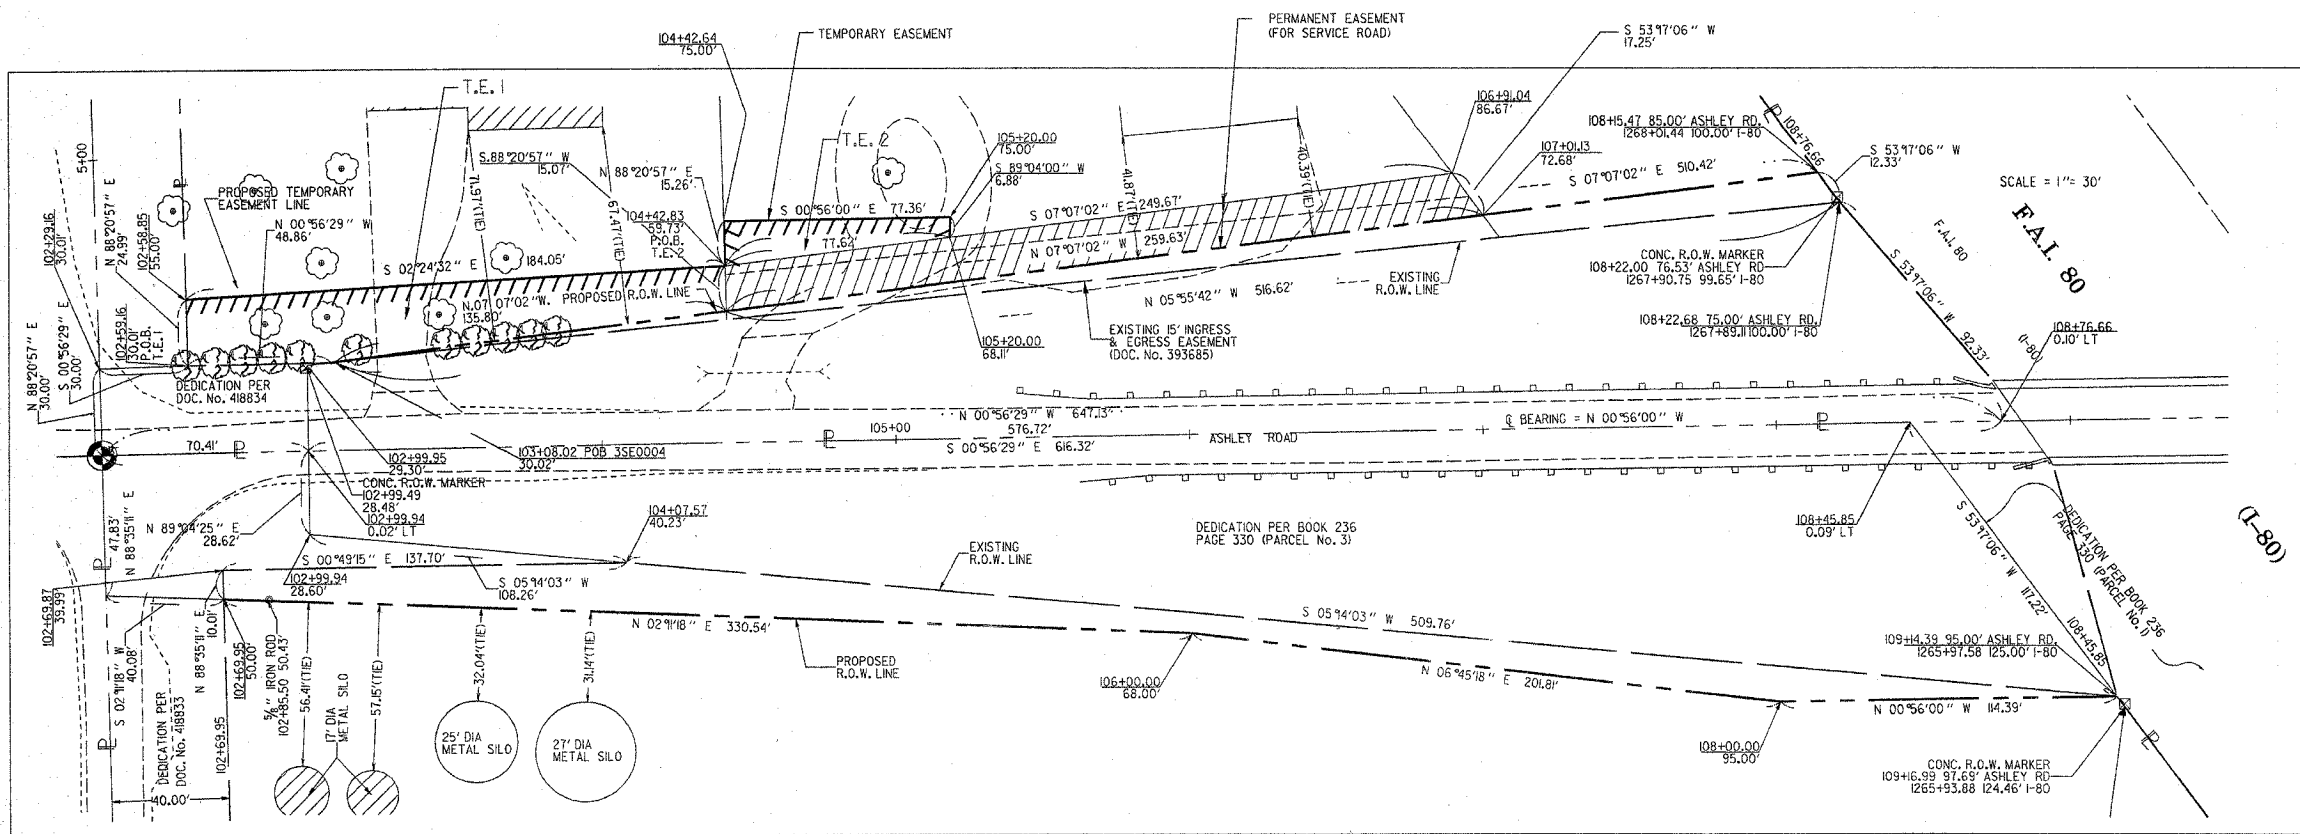 PERMANENT EASEMENT
(FOR SERVICE ROAD)
TEMPORARY EASEMENT
104+42.64
75.00'
S 53°17'06" W
17.25'
T.E. 1
106+91.04
86.67'
108+76.66
108+15.47 85.00' ASHLEY RD.
1268+01.44 100.00' I-80
S 53°17'06" W
12.33'
SCALE = 1"= 30'
5+00
N 88°20'57" E
24.99'
102+58.85
55.00'
PROPOSED TEMPORARY
EASEMENT LINE
N 00°56'29" W
48.86'
71.97'(TIE)
S.88°20'57" W
15.07'
67.47'(TIE)
N 88°20'57" E
15.26'
T.E. 2
105+20.00
75.00'
S 89°04'00" W
6.88'
41.87'(TIE)
40.39'(TIE)
107+01.13
72.68'
S 07°07'02" E 510.42'
F.A.I. 80
F.A.I. 80
102+29.16
30.01'
S 00°56'29" E
30.00'
102+59.16
30.01'
P.O.B.
T.E. 1
S 02°24'32" E 184.05'
104+42.83
59.73'
P.O.B.
T.E. 2
S 00°56'00" E 77.36'
77.62'
S 07°07'02" E 249.67'
N 07°07'02" W 259.63'
N.07°07'02"W.
135.80'
PROPOSED R.O.W. LINE
N 05°55'42" W 516.62'
EXISTING
R.O.W. LINE
CONC. R.O.W. MARKER
108+22.00 76.53' ASHLEY RD
1267+90.75 99.65' I-80
S 53°17'06" W 92.33'
108+22.68 75.00' ASHLEY RD.
1267+89.11 100.00' I-80
(I-80)
108+76.66
0.10' LT
N 88°20'57" E
30.00'
DEDICATION PER
DOC. No. 418834
105+20.00
68.11'
EXISTING 15' INGRESS
& EGRESS EASEMENT
(DOC. No. 393685)
N 00°56'29" W 647.13'
576.72'
S 00°56'29" E 616.32'
105+00
ASHLEY ROAD
℄ BEARING = N 00°56'00" W
70.41'
102+99.95
29.30'
103+08.02 POB 3SE0004
30.02'
CONC. R.O.W. MARKER
102+99.49
28.48'
102+99.94
0.02' LT
47.83'
N 88°35'11" E
N 89°04'25" E
28.62'
104+07.57
40.23'
DEDICATION PER BOOK 236
PAGE 330 (PARCEL No. 3)
108+45.85
0.09' LT
S 53°17'06" W 117.22'
DEDICATION PER BOOK 236
PAGE 330 (PARCEL No. 1)
(I-80)
S 00°49'15" E 137.70'
102+99.94
28.60'
S 05°14'03" W
108.26'
EXISTING
R.O.W. LINE
102+69.87
39.99'
S 02°11'18" W
40.08'
DEDICATION PER
DOC. No. 418833
N 88°35'11" E
10.01'
102+69.95
50.00'
102+69.95
5/8" IRON ROD
102+85.50 50.43'
56.41'(TIE)
17' DIA
METAL SILO
57.15'(TIE)
32.04'(TIE)
31.14'(TIE)
N 02°11'18" E 330.54'
PROPOSED
R.O.W. LINE
S 05°14'03" W 509.76'
106+00.00
68.00'
N 06°45'18" E 201.81'
109+14.39 95.00' ASHLEY RD.
1265+97.58 125.00' I-80
108+45.85
N 00°56'00" W 114.39'
25' DIA
METAL SILO
27' DIA
METAL SILO
108+00.00
95.00'
CONC. R.O.W. MARKER
109+16.99 97.69' ASHLEY RD
1265+93.88 124.46' I-80
40.00'